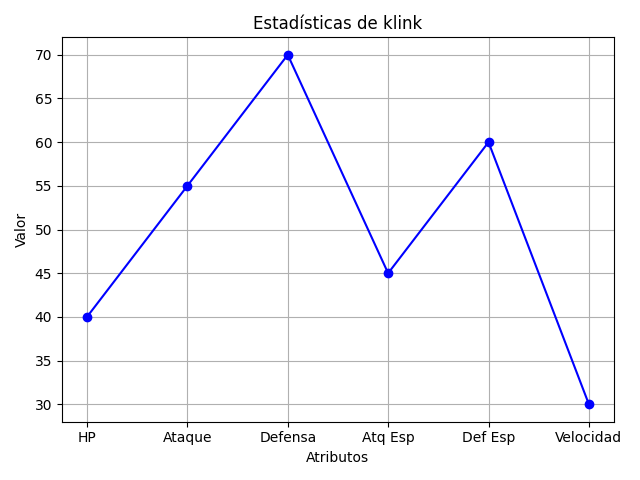 Estadísticas de klink
Valor
70
65
60
55
50
45
40
35
30
HP Ataque Defensa Atq Esp Def Esp Velocidad
Atributos